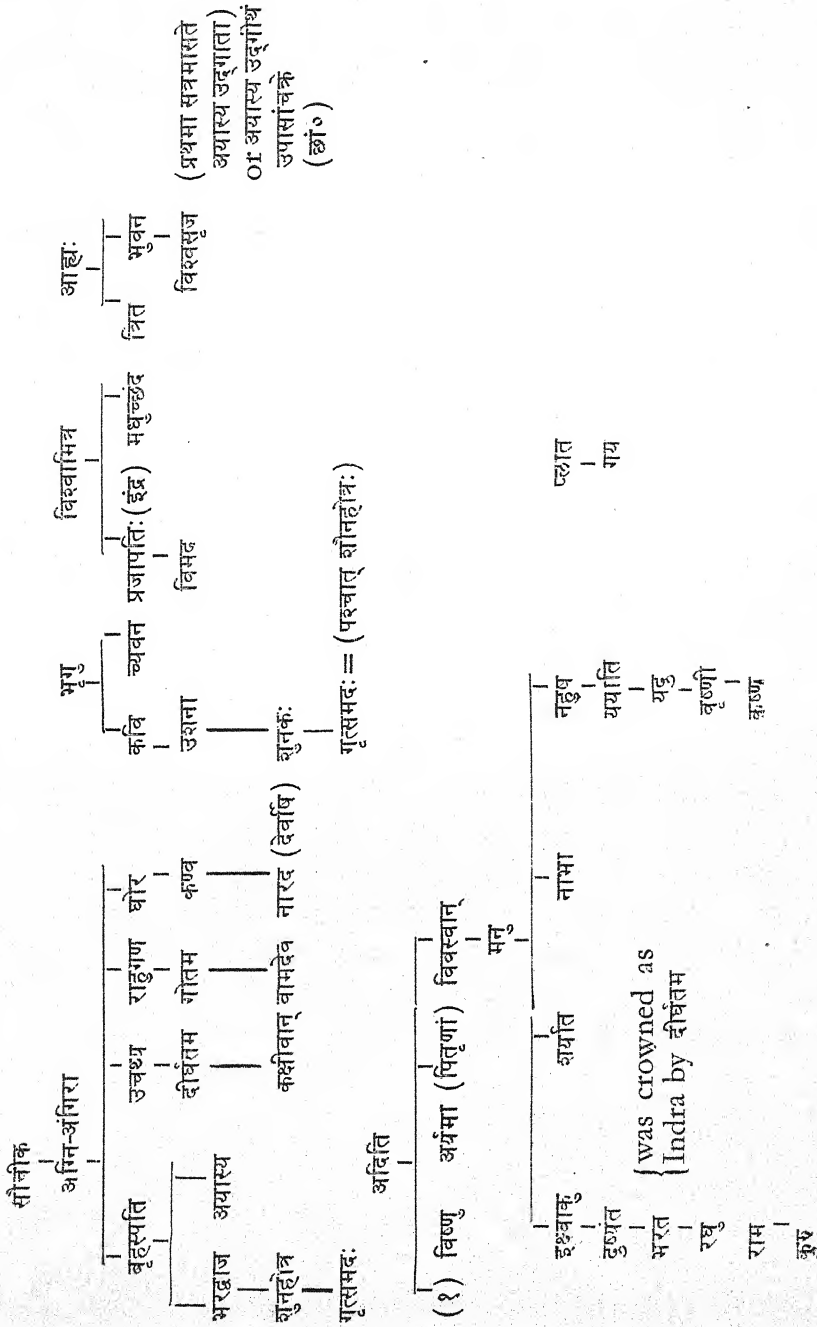 सौनीक
अग्नि-अंगिरा भृगु विश्वामित्र आह्यः
बृहस्पति उचथ्य राहुगण घोर कवि च्यवन प्रजापतिः (इंद्र) मधुच्छंद त्रित भुवन
दीर्घतम गोतम कण्व उशना विमद विश्वसृज (प्रथमा सत्रमासते
भरद्वाज अयास्य अयास्य उद्गाता)
or अयास्य उद्गीथं
शुनहोत्र कक्षीवान् वामदेव नारद (देवर्षि) शुनकः उपासांचक्रे
(छां०)
गृत्समदः गृत्समदः = (पश्चात् शौनहोत्रः)
अदिति
(१) विष्णु अर्यमा (पितृणां) विवस्वान्
मनु
इक्ष्वाकु शर्यात नाभा नहुष प्लात
दुष्यंत ययाति गय
भरत {was crowned as यदु
रघु {Indra by दीर्घतम वृष्णी
राम कृष्ण
कुष